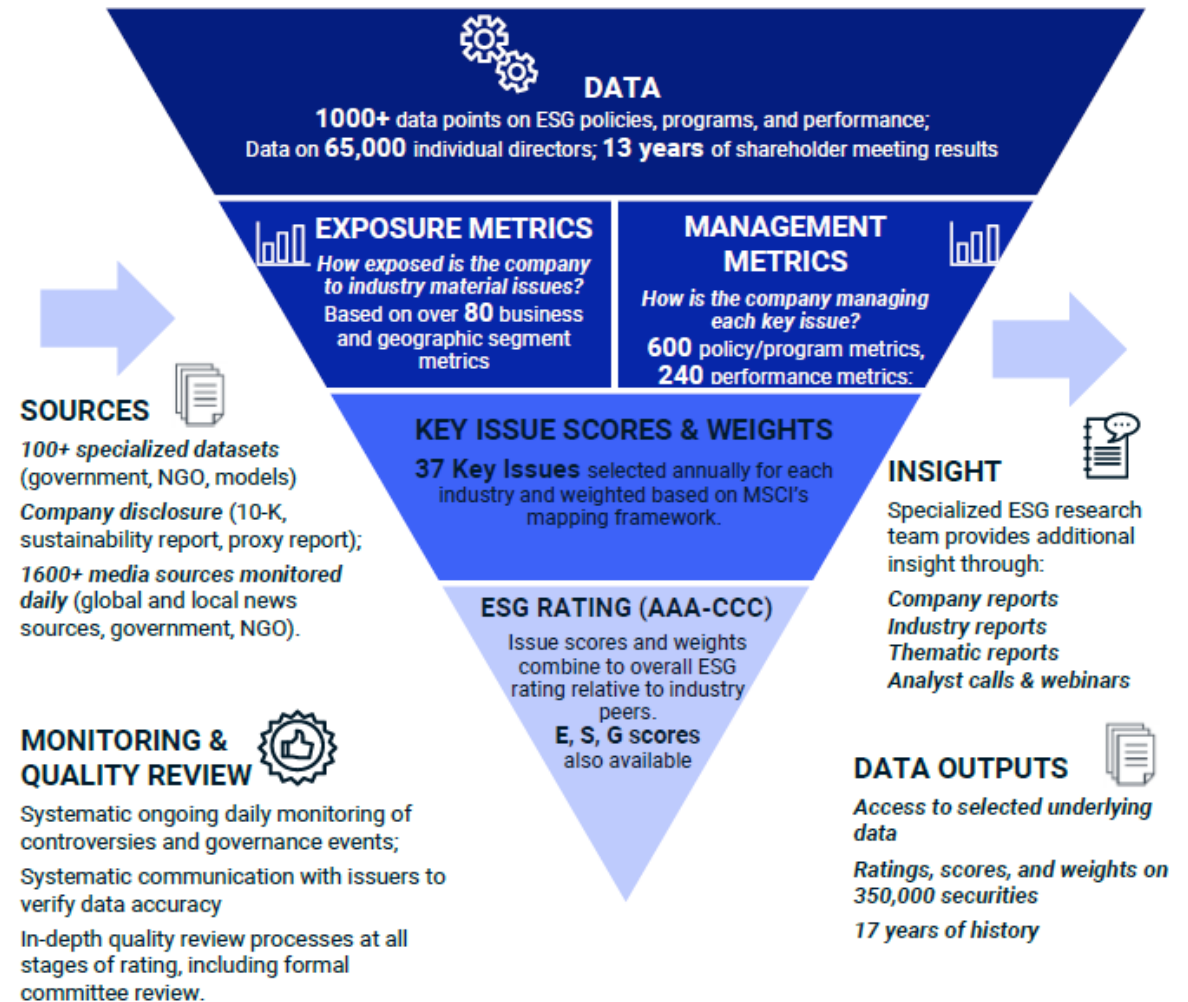 DATA
1000+ data points on ESG policies, programs, and performance;
Data on 65,000 individual directors; 13 years of shareholder meeting results
EXPOSURE METRICS
How exposed is the company
to industry material issues?
Based on over 80 business
and geographic segment
metrics
MANAGEMENT
METRICS
How is the company managing
each key issue?
600 policy/program metrics,
240 performance metrics;
KEY ISSUE SCORES & WEIGHTS
37 Key Issues selected annually for each
industry and weighted based on MSCI's
mapping framework.
ESG RATING (AAA-CCC)
Issue scores and weights
combine to overall ESG
rating relative to industry
peers.
E, S, G scores
also available
SOURCES
100+ specialized datasets
(government, NGO, models)
Company disclosure (10-K,
sustainability report, proxy report);
1600+ media sources monitored
daily (global and local news
sources, government, NGO).
MONITORING &
QUALITY REVIEW
Systematic ongoing daily monitoring of
controversies and governance events;
Systematic communication with issuers to
verify data accuracy
In-depth quality review processes at all
stages of rating, including formal
committee review.
INSIGHT
Specialized ESG research
team provides additional
insight through:
Company reports
Industry reports
Thematic reports
Analyst calls & webinars
DATA OUTPUTS
Access to selected underlying
data
Ratings, scores, and weights on
350,000 securities
17 years of history